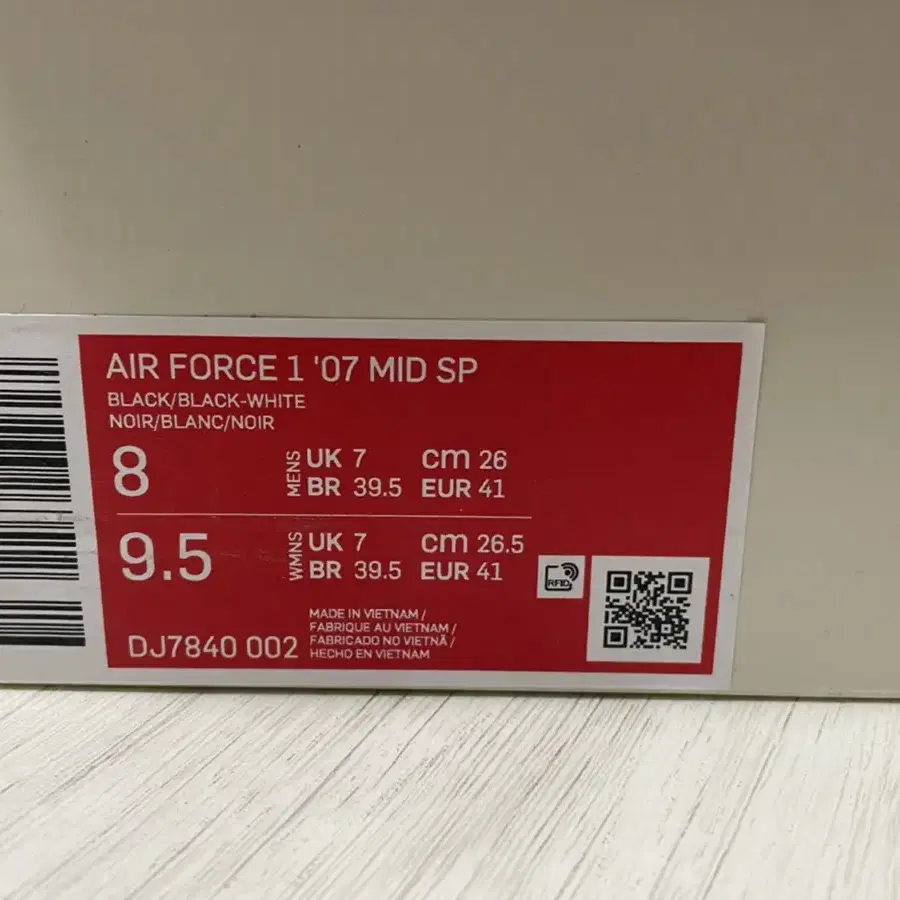 AIR FORCE 1 '07 MID SP
BLACK/BLACK-WHITE
NOIR/BLANC/NOIR
8 MENS UK 7 cm 26
BR 39.5 EUR 41
9.5 WMNS UK 7 cm 26.5
BR 39.5 EUR 41
RFID
MADE IN VIETNAM /
FABRIQUE AU VIETNAM /
FABRICADO NO VIETNÃ /
HECHO EN VIETNAM
DJ7840 002